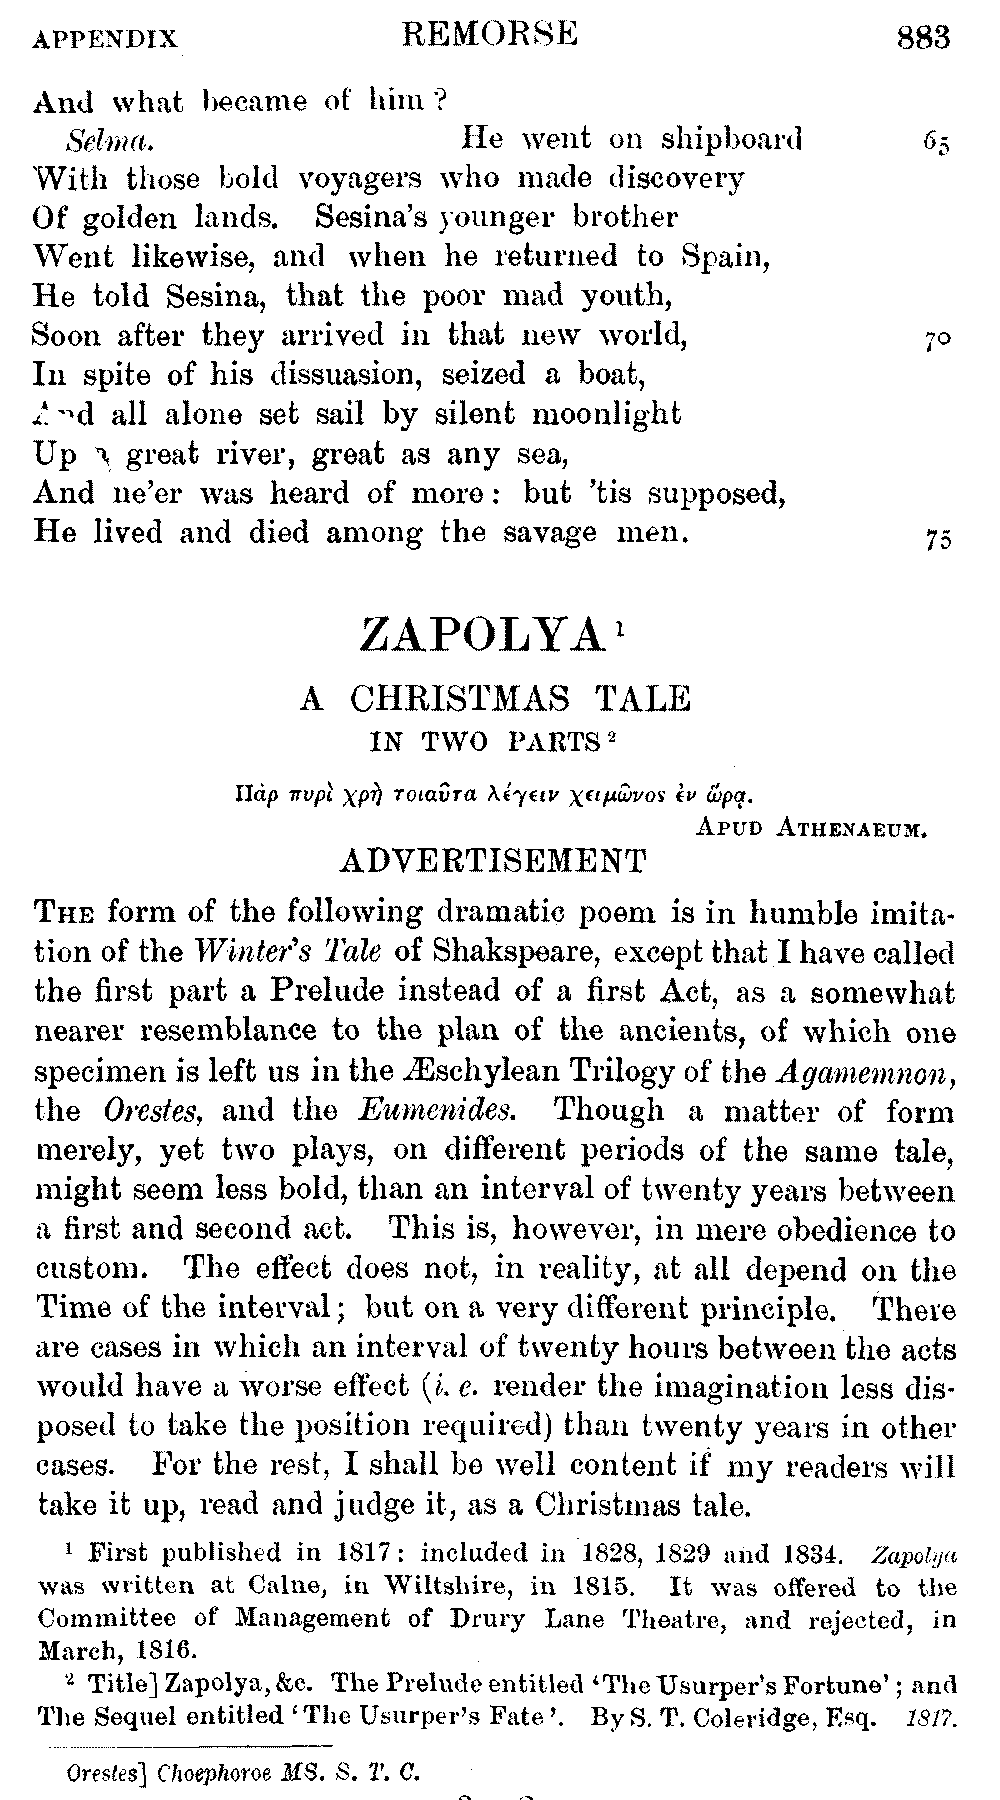 APPENDIX REMORSE 883
And what became of him?
Selma. He went on shipboard 65
With those bold voyagers who made discovery
Of golden lands. Sesina's younger brother
Went likewise, and when he returned to Spain,
He told Sesina, that the poor mad youth,
Soon after they arrived in that new world, 70
In spite of his dissuasion, seized a boat,
And all alone set sail by silent moonlight
Up a great river, great as any sea,
And ne'er was heard of more: but 'tis supposed,
He lived and died among the savage men. 75
ZAPOLYA¹
A CHRISTMAS TALE
IN TWO PARTS²
Πὰρ πυρὶ χρὴ τοιαῦτα λέγειν χειμῶνος ἐν ὥρᾳ.
APUD ATHENAEUM.
ADVERTISEMENT
THE form of the following dramatic poem is in humble imita-
tion of the Winter's Tale of Shakspeare, except that I have called
the first part a Prelude instead of a first Act, as a somewhat
nearer resemblance to the plan of the ancients, of which one
specimen is left us in the Æschylean Trilogy of the Agamemnon,
the Orestes, and the Eumenides. Though a matter of form
merely, yet two plays, on different periods of the same tale,
might seem less bold, than an interval of twenty years between
a first and second act. This is, however, in mere obedience to
custom. The effect does not, in reality, at all depend on the
Time of the interval; but on a very different principle. There
are cases in which an interval of twenty hours between the acts
would have a worse effect (i. e. render the imagination less dis-
posed to take the position required) than twenty years in other
cases. For the rest, I shall be well content if my readers will
take it up, read and judge it, as a Christmas tale.
¹ First published in 1817: included in 1828, 1829 and 1834. Zapolya
was written at Calne, in Wiltshire, in 1815. It was offered to the
Committee of Management of Drury Lane Theatre, and rejected, in
March, 1816.
² Title] Zapolya, &c. The Prelude entitled 'The Usurper's Fortune'; and
The Sequel entitled 'The Usurper's Fate'. By S. T. Coleridge, Esq. 1817.
Orestes] Choephoroe MS. S. T. C.